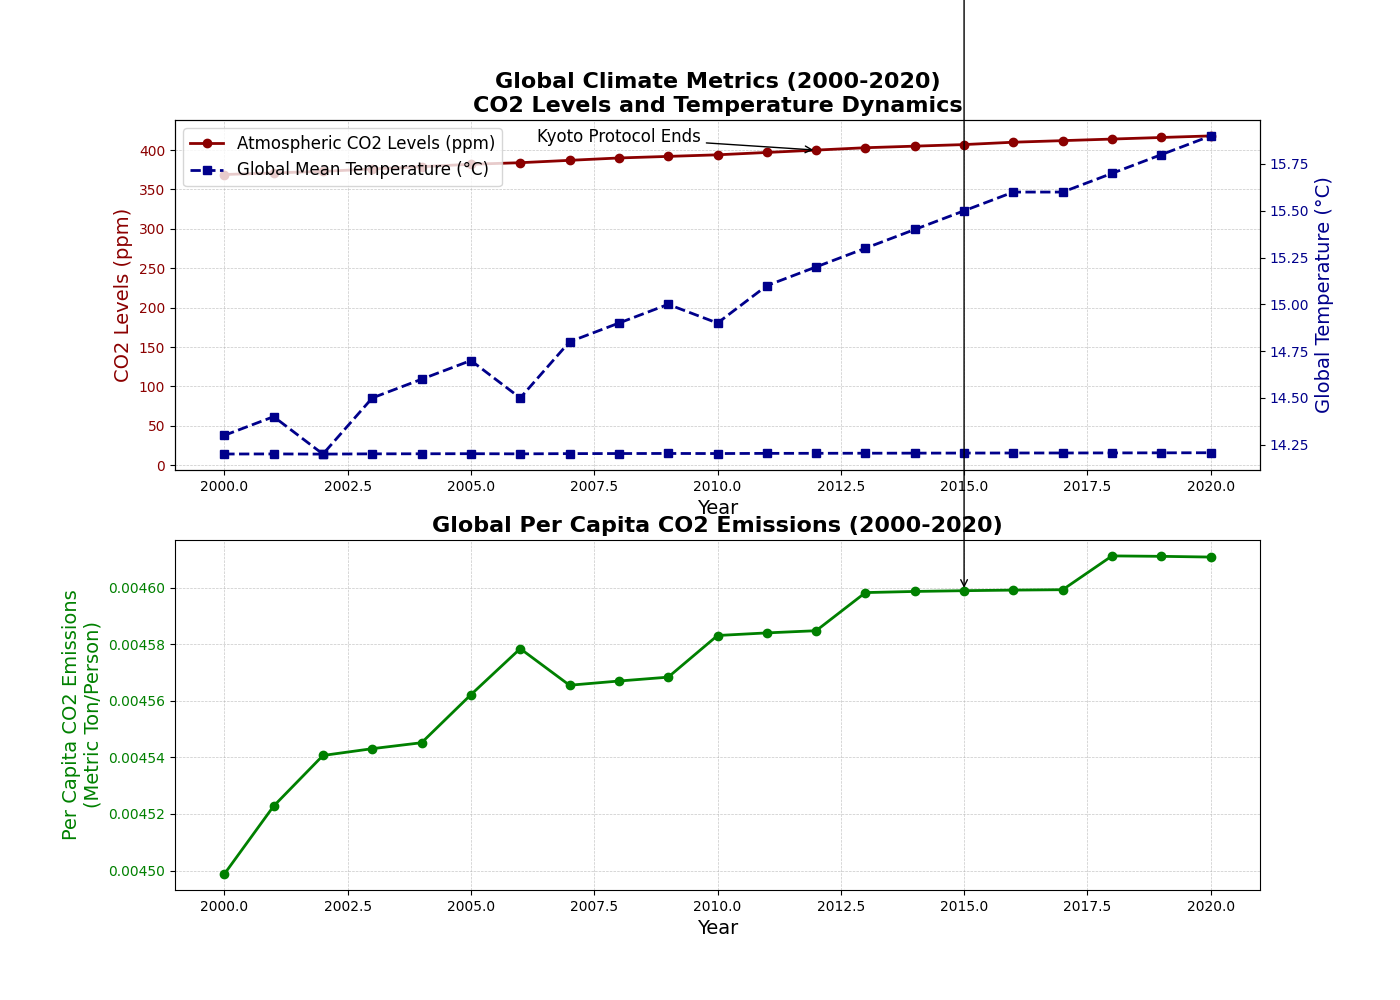 Global Climate Metrics (2000-2020)
CO2 Levels and Temperature Dynamics
Atmospheric CO2 Levels (ppm)
Global Mean Temperature (°C)
Kyoto Protocol Ends
CO2 Levels (ppm)
400
350
300
250
200
150
100
50
0
15.75
15.50
15.25
15.00
14.75
14.50
14.25
Global Temperature (°C)
2000.0 2002.5 2005.0 2007.5 2010.0 2012.5 2015.0 2017.5 2020.0
Year
Global Per Capita CO2 Emissions (2000-2020)
Per Capita CO2 Emissions
(Metric Ton/Person)
0.00460
0.00458
0.00456
0.00454
0.00452
0.00450
2000.0 2002.5 2005.0 2007.5 2010.0 2012.5 2015.0 2017.5 2020.0
Year